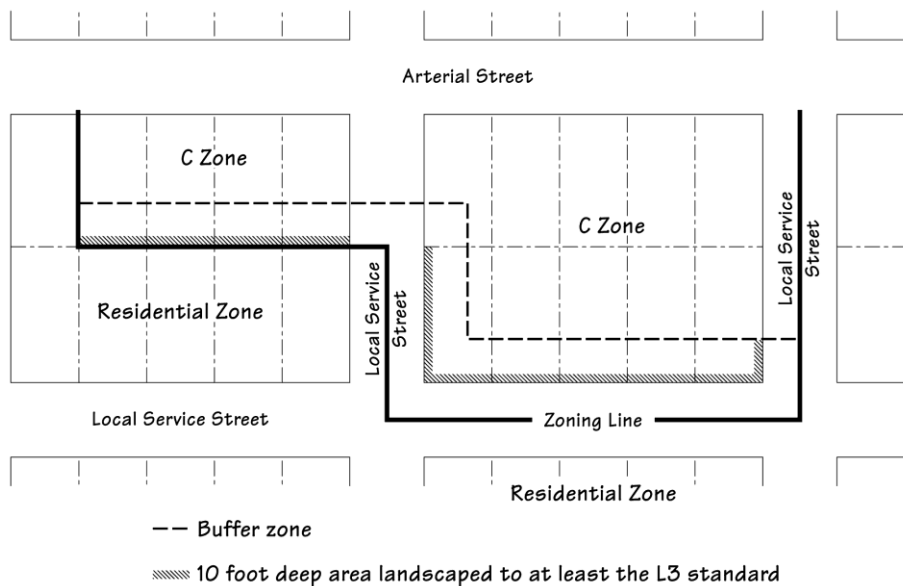 Arterial Street
C Zone
C Zone
Local Service
Street
Residential Zone
Local Service
Street
Local Service Street
Zoning Line
Residential Zone
Buffer zone
10 foot deep area landscaped to at least the L3 standard